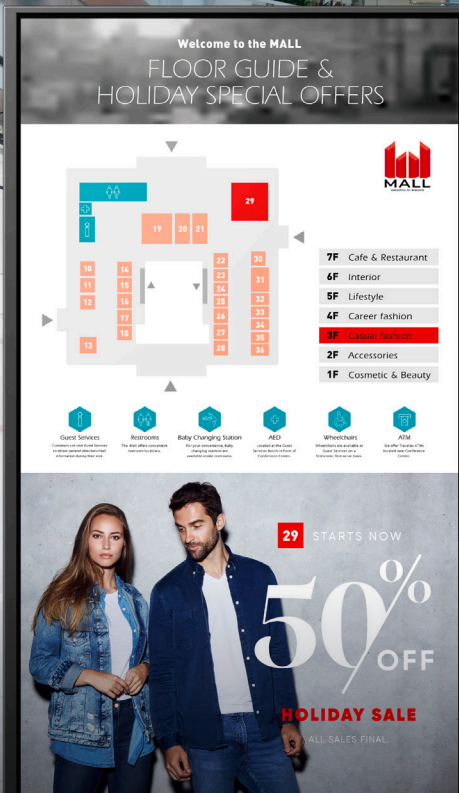 Welcome to the MALL
FLOOR GUIDE &
HOLIDAY SPECIAL OFFERS
MALL
29
19 20 21
10
11
12
13
14
15
16
17
18
22
23
24
25
26
27
28
30
31
32
33
34
35
36
7F Cafe & Restaurant
6F Interior
5F Lifestyle
4F Career fashion
3F Casual fashion
2F Accessories
1F Cosmetic & Beauty
Guest Services
Restrooms
Baby Changing Station
AED
Wheelchairs
ATM
29 STARTS NOW
50% OFF
HOLIDAY SALE
ALL SALES FINAL.